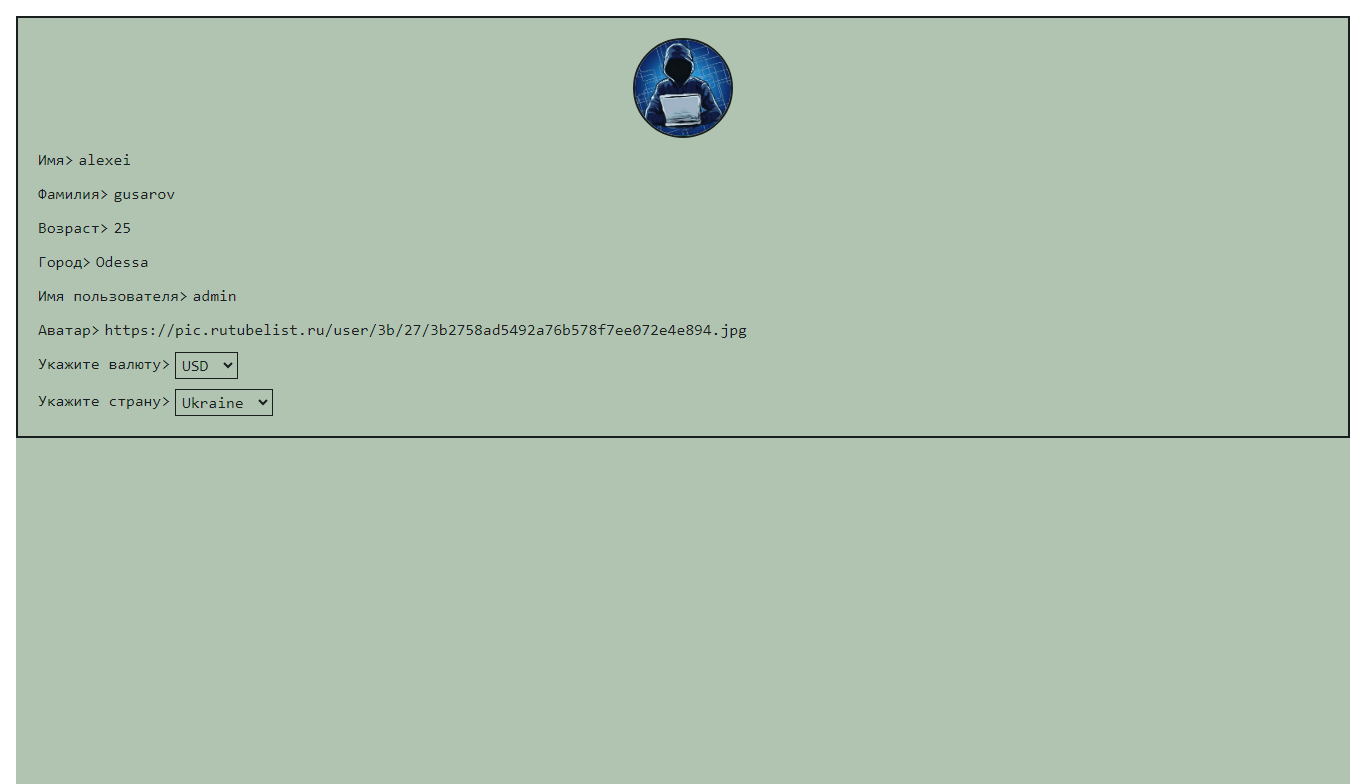 Имя> alexei
Фамилия> gusarov
Возраст> 25
Город> Odessa
Имя пользователя> admin
Аватар> https://pic.rutubelist.ru/user/3b/27/3b2758ad5492a76b578f7ee072e4e894.jpg
Укажите валюту> USD
Укажите страну> Ukraine